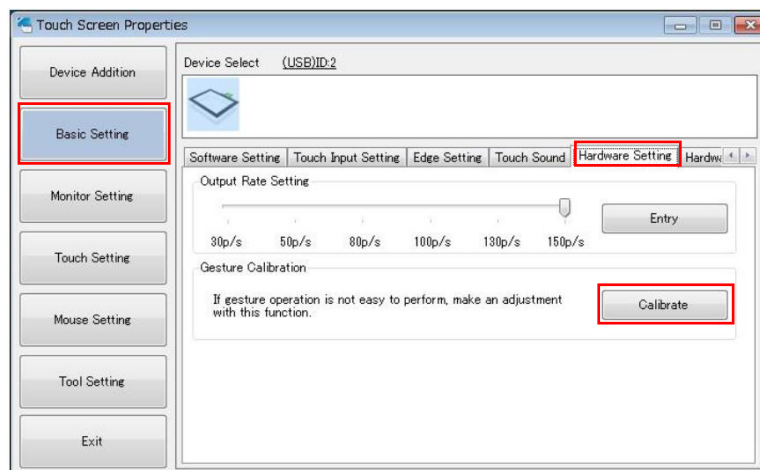 Touch Screen Properties
Device Addition
Basic Setting
Monitor Setting
Touch Setting
Mouse Setting
Tool Setting
Exit
Device Select (USB)ID:2
Software Setting Touch Input Setting Edge Setting Touch Sound Hardware Setting Hardw
Output Rate Setting
30p/s 50p/s 80p/s 100p/s 130p/s 150p/s
Entry
Gesture Calibration
If gesture operation is not easy to perform, make an adjustment
with this function.
Calibrate